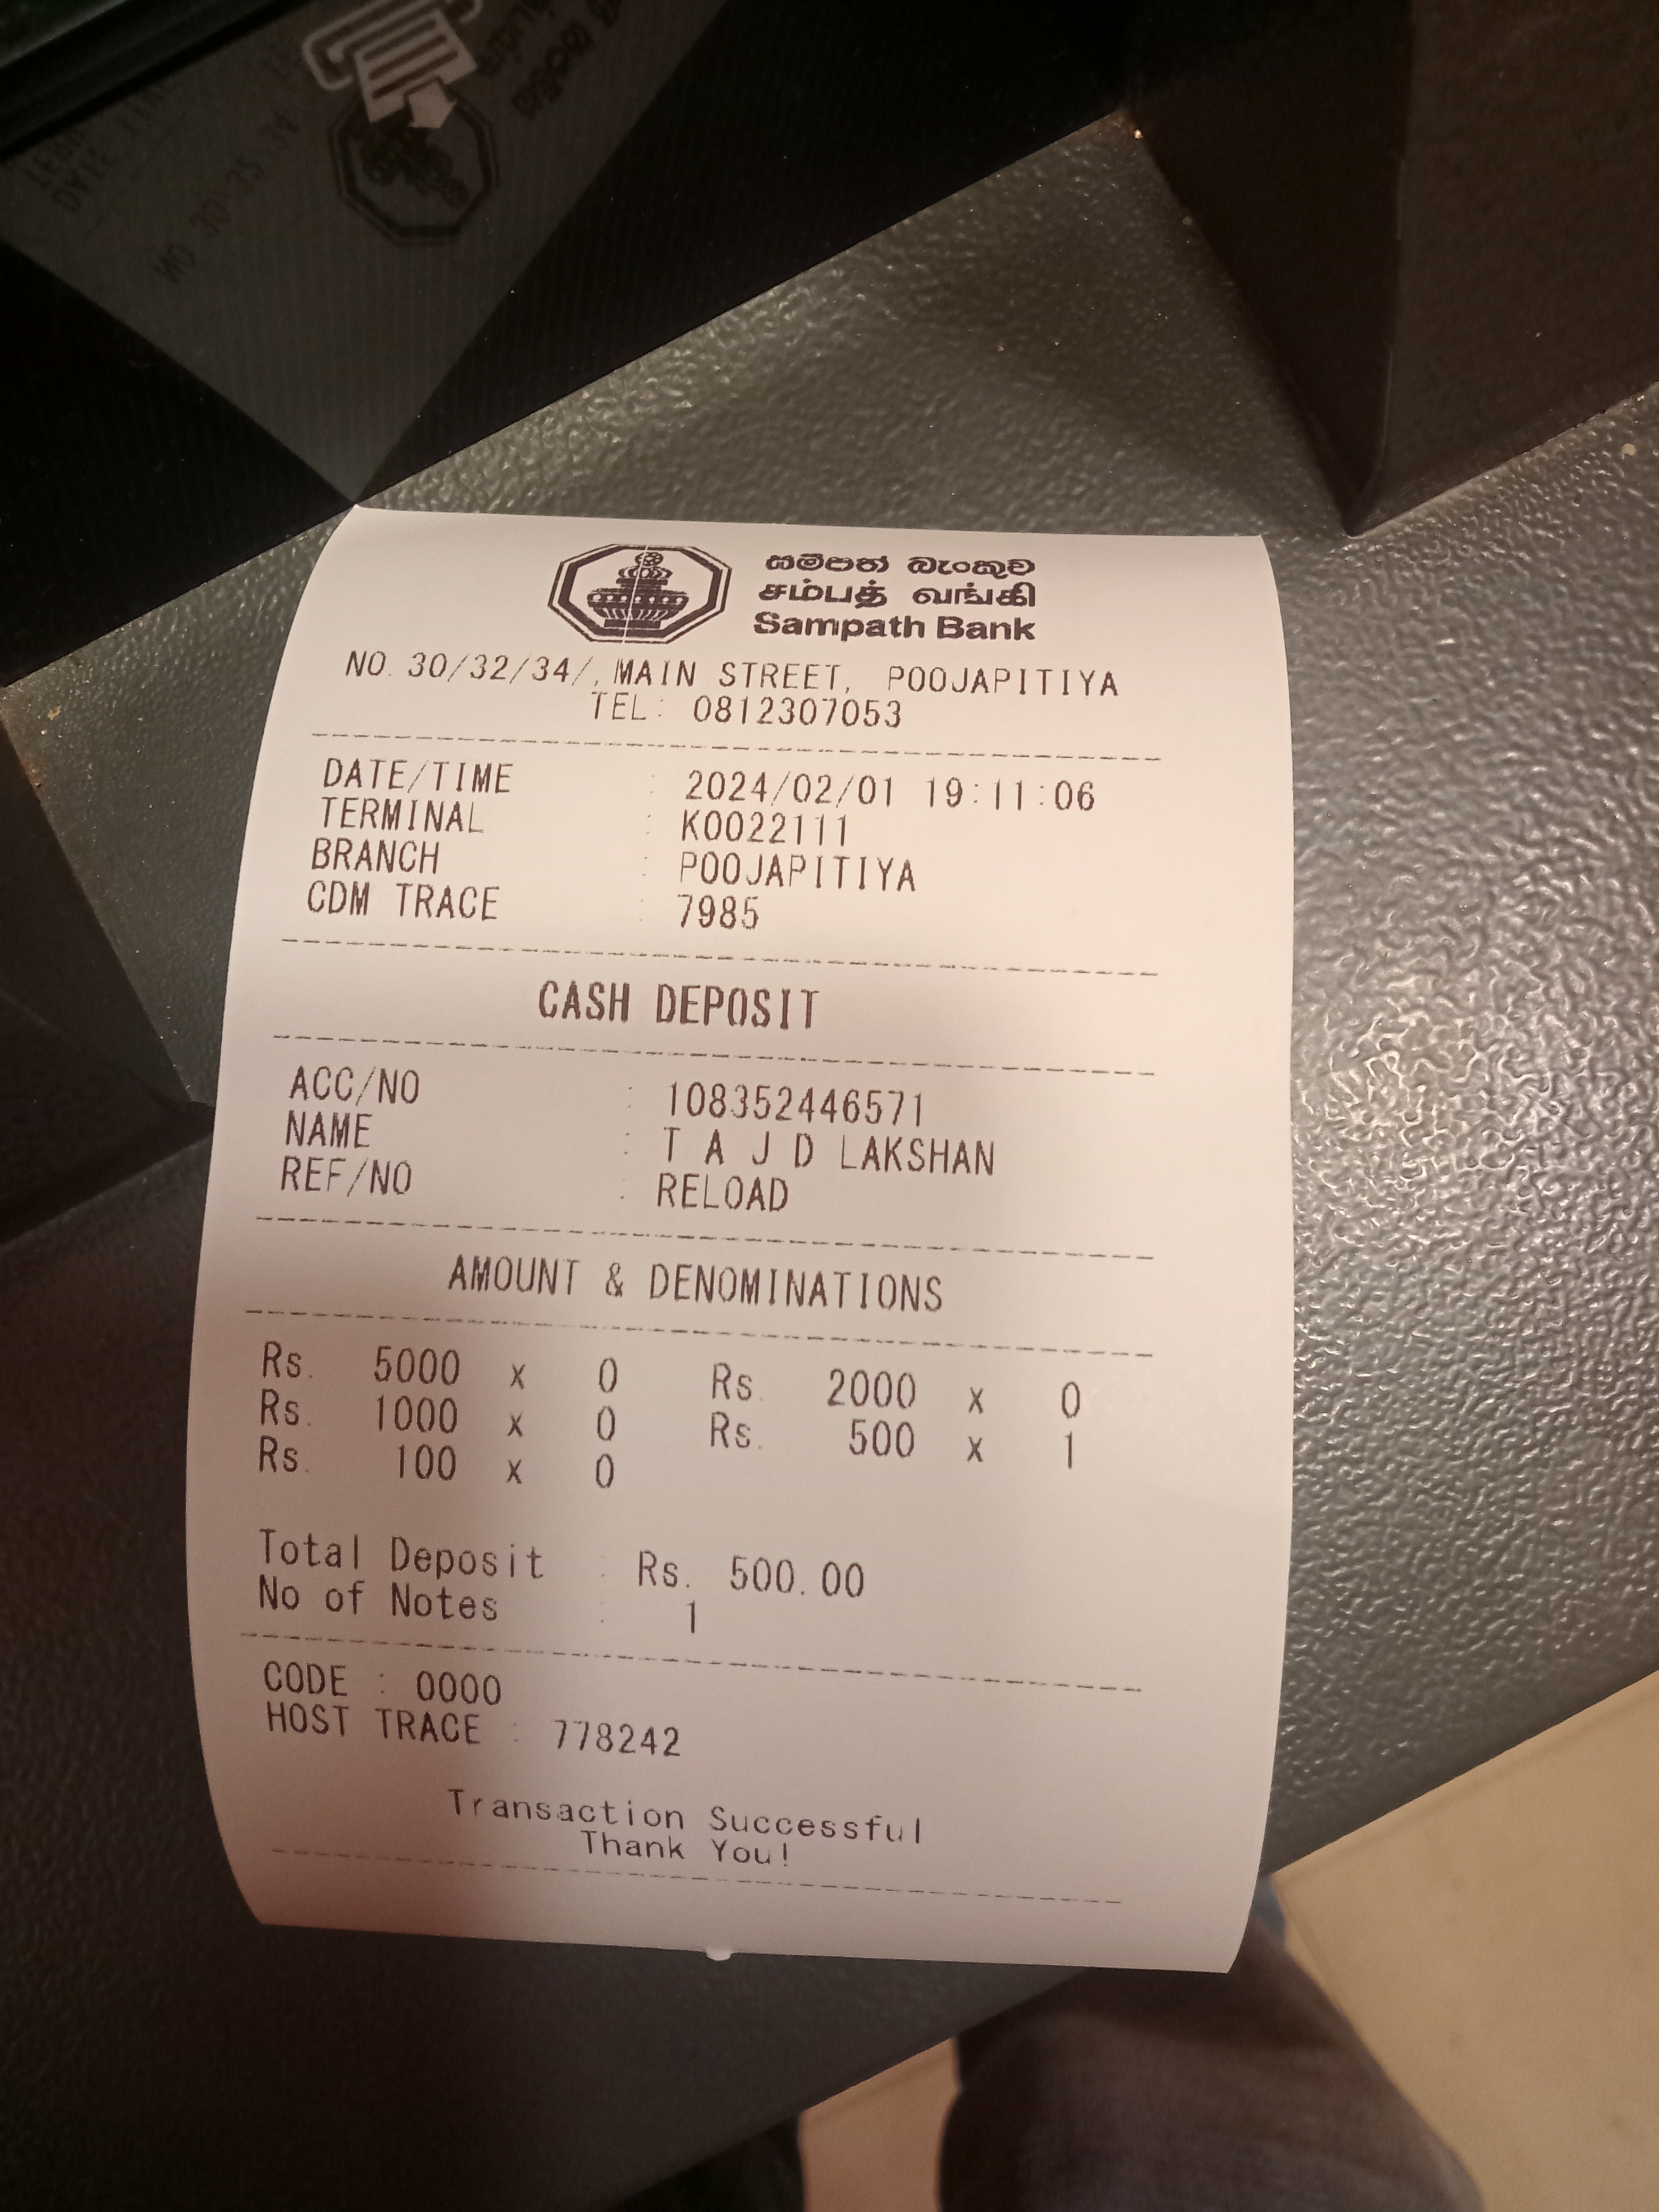 සම්පත් බැංකුව
சம்பத் வங்கி
Sampath Bank
NO. 30/32/34/, MAIN STREET, POOJAPITIYA
TEL: 0812307053
DATE/TIME : 2024/02/01 19:11:06
TERMINAL : K0022111
BRANCH : POOJAPITIYA
CDM TRACE : 7985
CASH DEPOSIT
ACC/NO : 108352446571
NAME : T A J D LAKSHAN
REF/NO : RELOAD
AMOUNT & DENOMINATIONS
Rs. 5000 x 0 Rs. 2000 x 0
Rs. 1000 x 0 Rs. 500 x 1
Rs. 100 x 0
Total Deposit : Rs. 500.00
No of Notes : 1
CODE : 0000
HOST TRACE : 778242
Transaction Successful
Thank You!